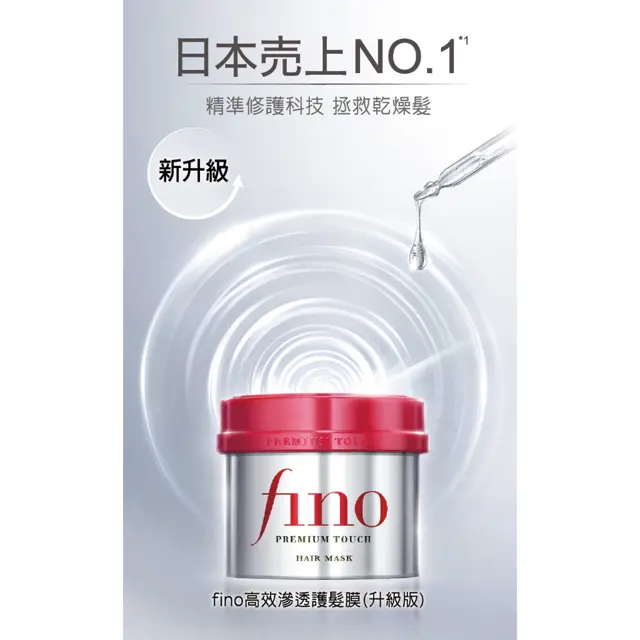 日本売上NO.1*1
精準修護科技 拯救乾燥髮
新升級
PREMIUM TOUCH
fino
PREMIUM TOUCH
HAIR MASK
fino高效滲透護髮膜(升級版)